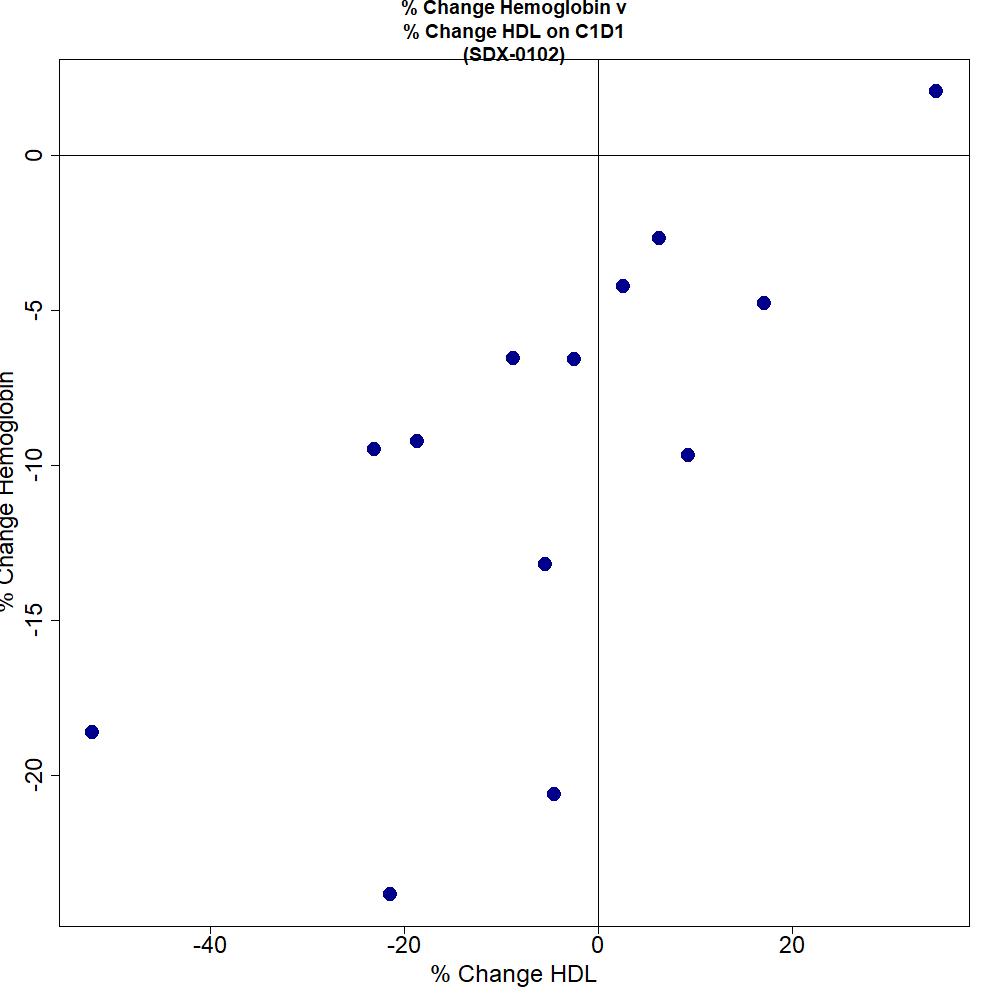 % Change Hemoglobin v
% Change HDL on C1D1
(SDX-0102)
% Change Hemoglobin
0
-5
-10
-15
-20
-40
-20
0
20
% Change HDL